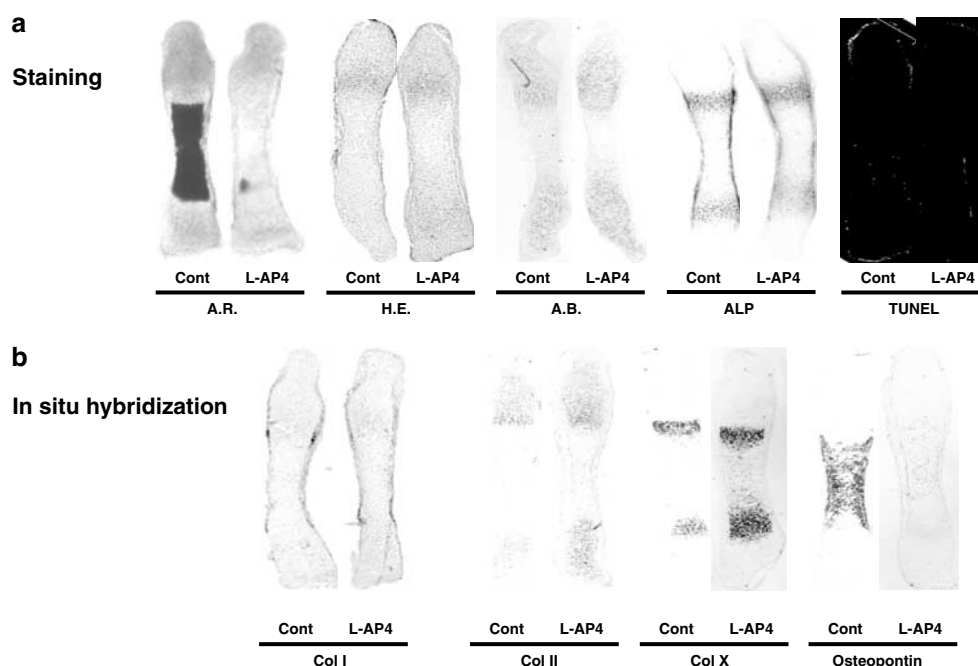 a
Staining
Cont L-AP4 Cont L-AP4 Cont L-AP4 Cont L-AP4 Cont L-AP4
A.R. H.E. A.B. ALP TUNEL
b
In situ hybridization
Cont L-AP4 Cont L-AP4 Cont L-AP4 Cont L-AP4
Col I Col II Col X Osteopontin